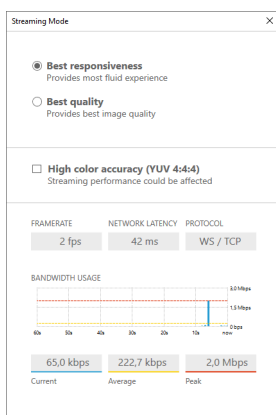 Streaming Mode
Best responsiveness
Provides most fluid experience
Best quality
Provides best image quality
High color accuracy (YUV 4:4:4)
Streaming performance could be affected
FRAMERATE NETWORK LATENCY PROTOCOL
2 fps 42 ms WS / TCP
BANDWIDTH USAGE
3,0 Mbps
1,5 Mbps
0 bps
60s 50s 40s 30s 20s 10s now
65,0 kbps 222,7 kbps 2,0 Mbps
Current Average Peak